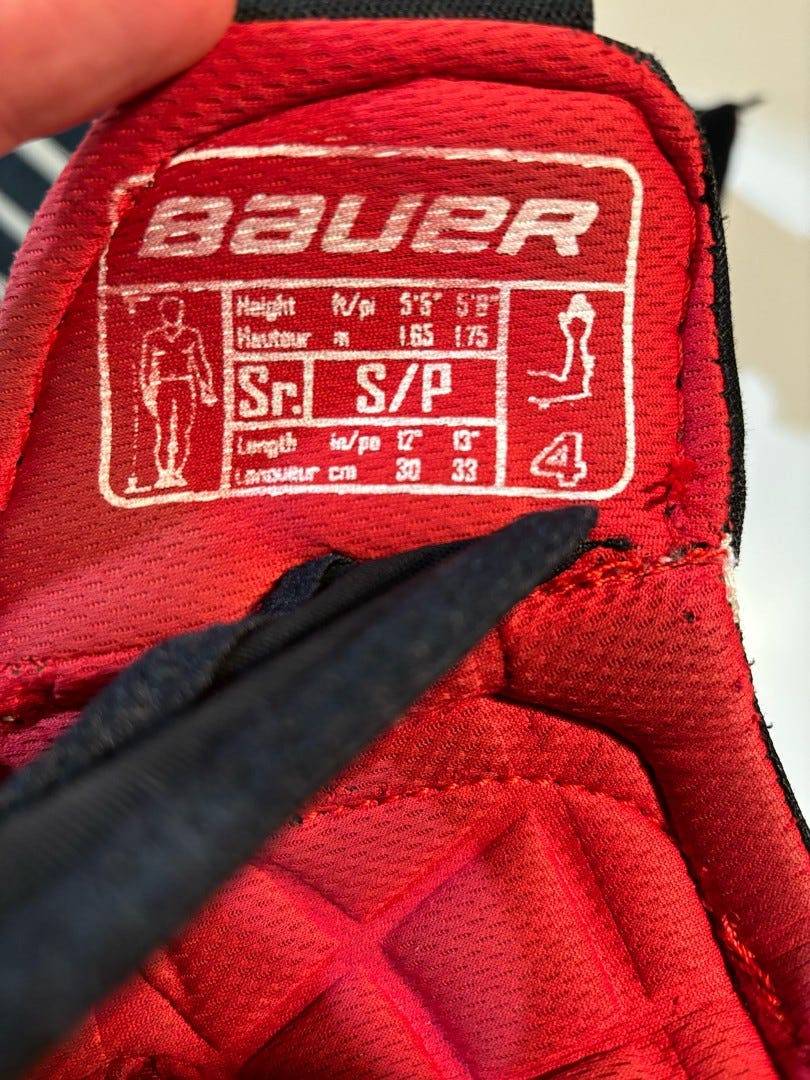 BAUER
Height ft/pi 5'5" 5'8"
Hauteur m 1.65 1.75
Sr. S/P
Length in/po 12" 13"
Longueur cm 30 33
4